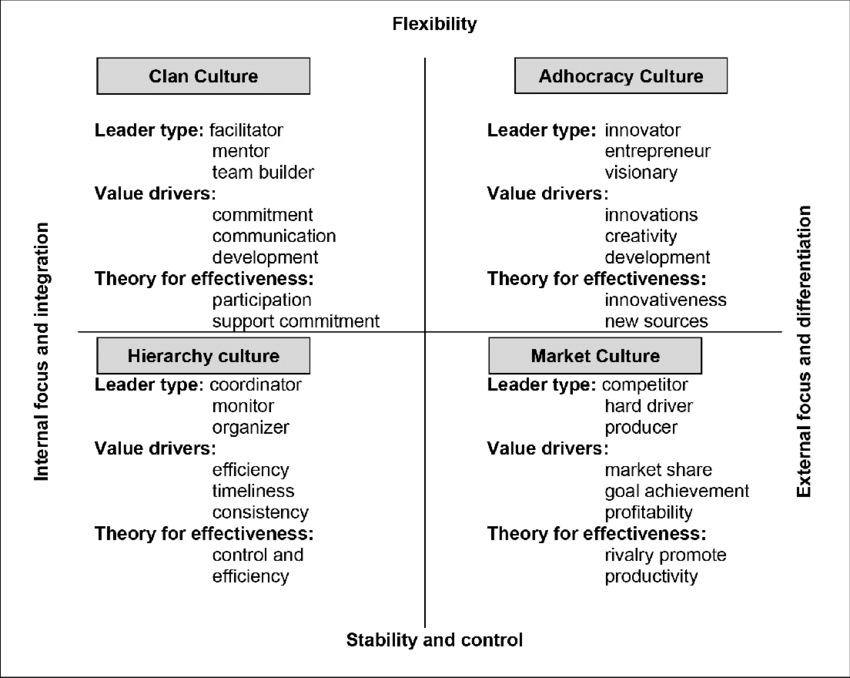 Flexibility
Clan Culture
Leader type: facilitator
mentor
team builder
Value drivers:
commitment
communication
development
Theory for effectiveness:
participation
support commitment
Adhocracy Culture
Leader type: innovator
entrepreneur
visionary
Value drivers:
innovations
creativity
development
Theory for effectiveness:
innovativeness
new sources
Internal focus and integration
External focus and differentiation
Hierarchy culture
Leader type: coordinator
monitor
organizer
Value drivers:
efficiency
timeliness
consistency
Theory for effectiveness:
control and
efficiency
Market Culture
Leader type: competitor
hard driver
producer
Value drivers:
market share
goal achievement
profitability
Theory for effectiveness:
rivalry promote
productivity
Stability and control